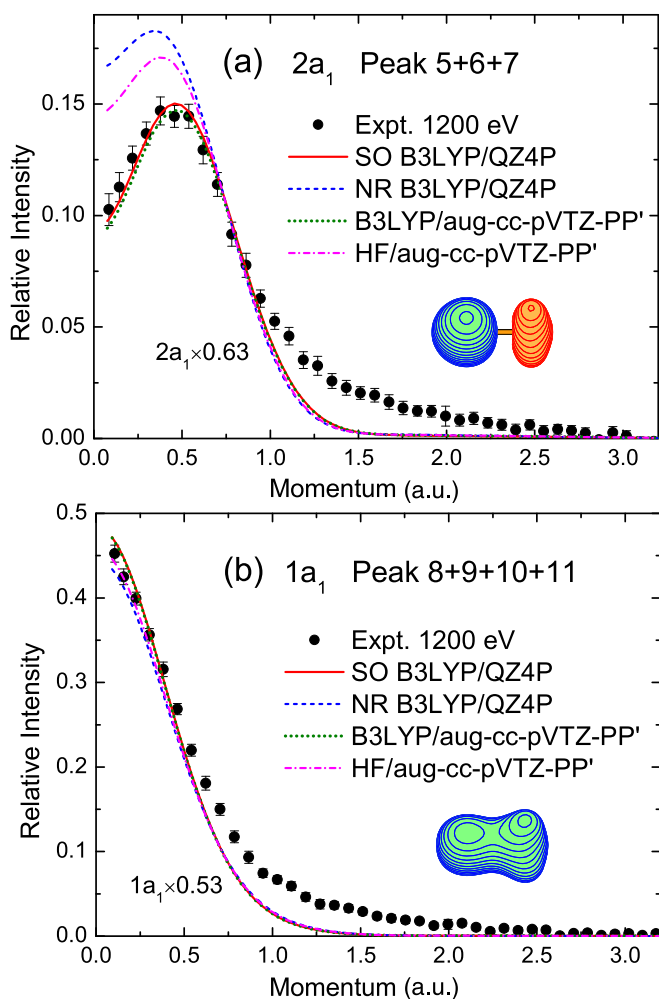 (a) 2a₁ Peak 5+6+7
Expt. 1200 eV
SO B3LYP/QZ4P
NR B3LYP/QZ4P
B3LYP/aug-cc-pVTZ-PP'
HF/aug-cc-pVTZ-PP'
2a₁×0.63
Relative Intensity
0.15
0.10
0.05
0.00
0.0 0.5 1.0 1.5 2.0 2.5 3.0
Momentum (a.u.)
(b) 1a₁ Peak 8+9+10+11
Expt. 1200 eV
SO B3LYP/QZ4P
NR B3LYP/QZ4P
B3LYP/aug-cc-pVTZ-PP'
HF/aug-cc-pVTZ-PP'
1a₁×0.53
Relative Intensity
0.5
0.4
0.3
0.2
0.1
0.0
0.0 0.5 1.0 1.5 2.0 2.5 3.0
Momentum (a.u.)